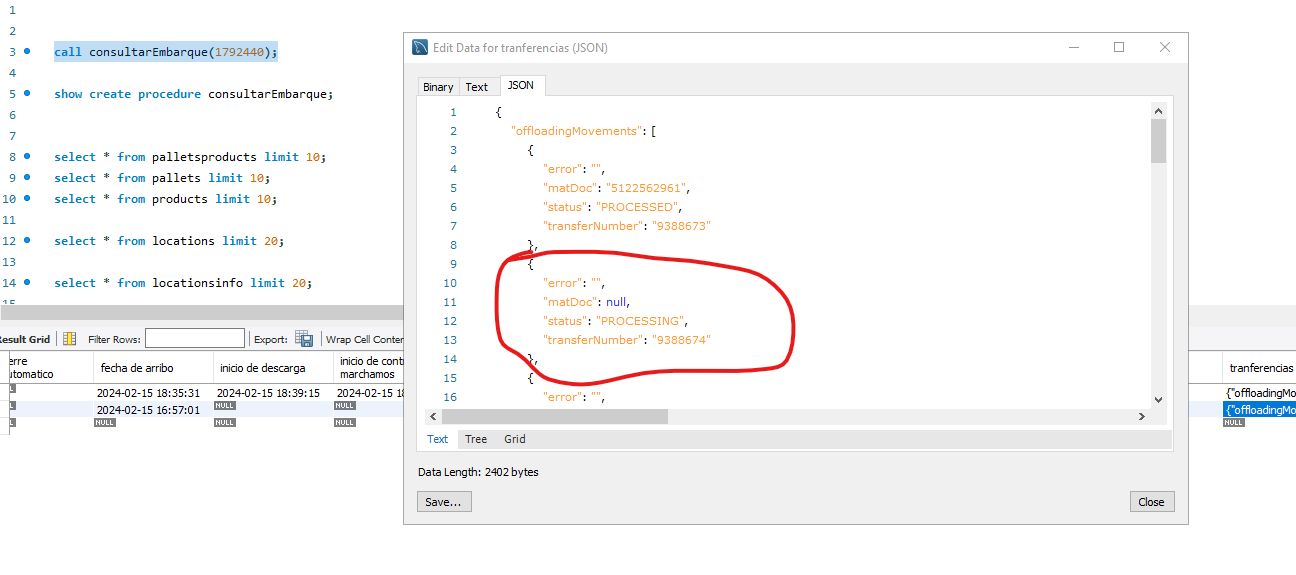 1
2
3 call consultarEmbarque(1792440);
4
5 show create procedure consultarEmbarque;
6
7
8 select * from palletsproducts limit 10;
9 select * from pallets limit 10;
10 select * from products limit 10;
11
12 select * from locations limit 20;
13
14 select * from locationsinfo limit 20;
15
Edit Data for tranferencias (JSON)
Binary Text JSON
1 {
2 "offloadingMovements": [
3 {
4 "error": "",
5 "matDoc": "5122562961",
6 "status": "PROCESSED",
7 "transferNumber": "9388673"
8 },
9 {
10 "error": "",
11 "matDoc": null,
12 "status": "PROCESSING",
13 "transferNumber": "9388674"
14 },
15 {
16 "error": "",
Text Tree Grid
Data Length: 2402 bytes
Save... Close
esult Grid Filter Rows: Export: Wrap Cell Conter
erre
utomatico
fecha de arribo
inicio de descarga
inicio de contr
marchamos
tranferencias
2024-02-15 18:35:31 2024-02-15 18:39:15 2024-02-15 18 {"offloadingMo
2024-02-15 16:57:01 NULL NULL {"offloadingMo
NULL NULL NULL NULL